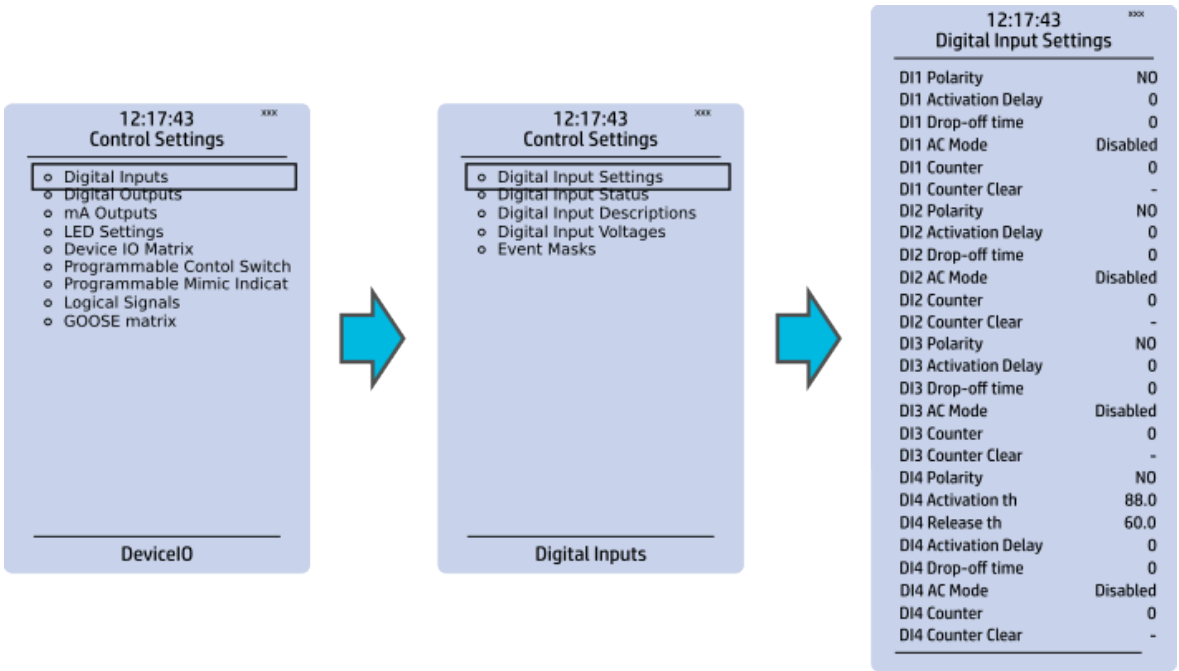 12:17:43 xxx
Control Settings
Digital Inputs
Digital Outputs
mA Outputs
LED Settings
Device IO Matrix
Programmable Contol Switch
Programmable Mimic Indicat
Logical Signals
GOOSE matrix
DeviceIO
12:17:43 xxx
Control Settings
Digital Input Settings
Digital Input Status
Digital Input Descriptions
Digital Input Voltages
Event Masks
Digital Inputs
12:17:43 xxx
Digital Input Settings
DI1 Polarity NO
DI1 Activation Delay 0
DI1 Drop-off time 0
DI1 AC Mode Disabled
DI1 Counter 0
DI1 Counter Clear -
DI2 Polarity NO
DI2 Activation Delay 0
DI2 Drop-off time 0
DI2 AC Mode Disabled
DI2 Counter 0
DI2 Counter Clear -
DI3 Polarity NO
DI3 Activation Delay 0
DI3 Drop-off time 0
DI3 AC Mode Disabled
DI3 Counter 0
DI3 Counter Clear -
DI4 Polarity NO
DI4 Activation th 88.0
DI4 Release th 60.0
DI4 Activation Delay 0
DI4 Drop-off time 0
DI4 AC Mode Disabled
DI4 Counter 0
DI4 Counter Clear -